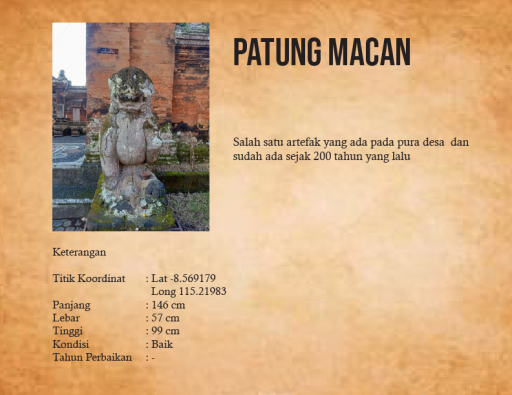 PATUNG MACAN
Salah satu artefak yang ada pada pura desa dan
sudah ada sejak 200 tahun yang lalu
Keterangan
Titik Koordinat : Lat -8.569179
Long 115.21983
Panjang : 146 cm
Lebar : 57 cm
Tinggi : 99 cm
Kondisi : Baik
Tahun Perbaikan : -